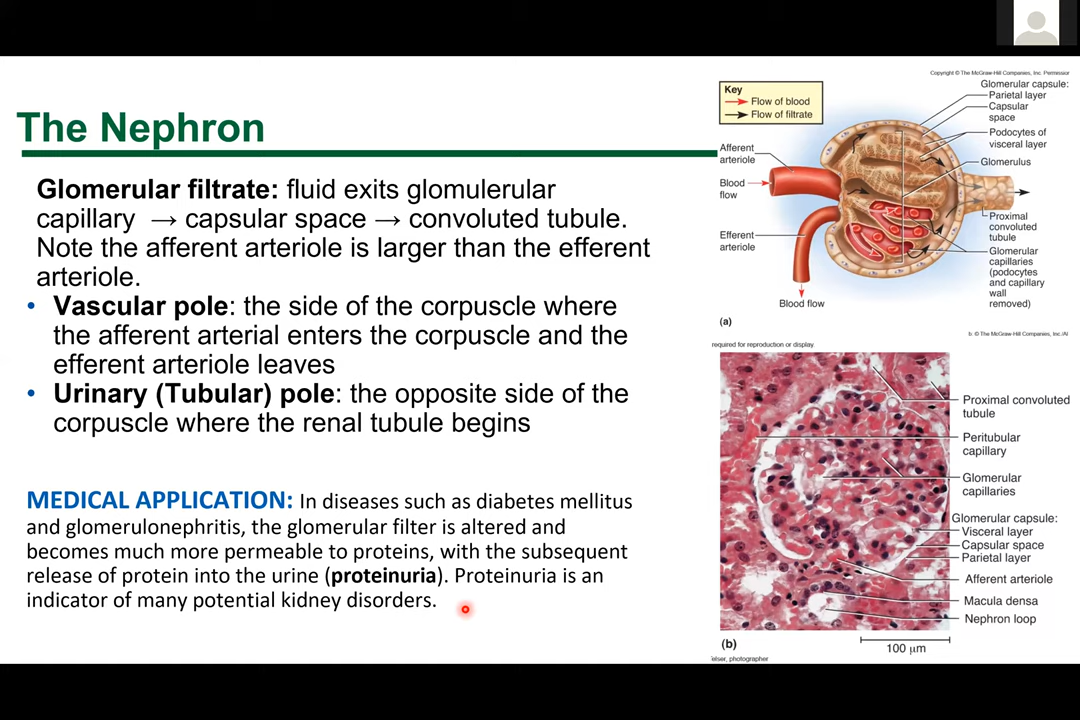 The Nephron
Glomerular filtrate: fluid exits glomulerular
capillary → capsular space → convoluted tubule.
Note the afferent arteriole is larger than the efferent
arteriole.
• Vascular pole: the side of the corpuscle where
the afferent arterial enters the corpuscle and the
efferent arteriole leaves
• Urinary (Tubular) pole: the opposite side of the
corpuscle where the renal tubule begins
MEDICAL APPLICATION: In diseases such as diabetes mellitus
and glomerulonephritis, the glomerular filter is altered and
becomes much more permeable to proteins, with the subsequent
release of protein into the urine (proteinuria). Proteinuria is an
indicator of many potential kidney disorders.
Copyright © The McGraw-Hill Companies, Inc. Permission
Key
Flow of blood
Flow of filtrate
Afferent
arteriole
Blood
flow
Efferent
arteriole
Blood flow
Glomerular capsule:
Parietal layer
Capsular
space
Podocytes of
visceral layer
Glomerulus
Proximal
convoluted
tubule
Glomerular
capillaries
(podocytes
and capillary
wall
removed)
(a)
b: © The McGraw-Hill Companies, Inc./Al
required for reproduction or display.
Proximal convoluted
tubule
Peritubular
capillary
Glomerular
capillaries
Glomerular capsule:
Visceral layer
Capsular space
Parietal layer
Afferent arteriole
Macula densa
Nephron loop
(b)
100 μm
photographer